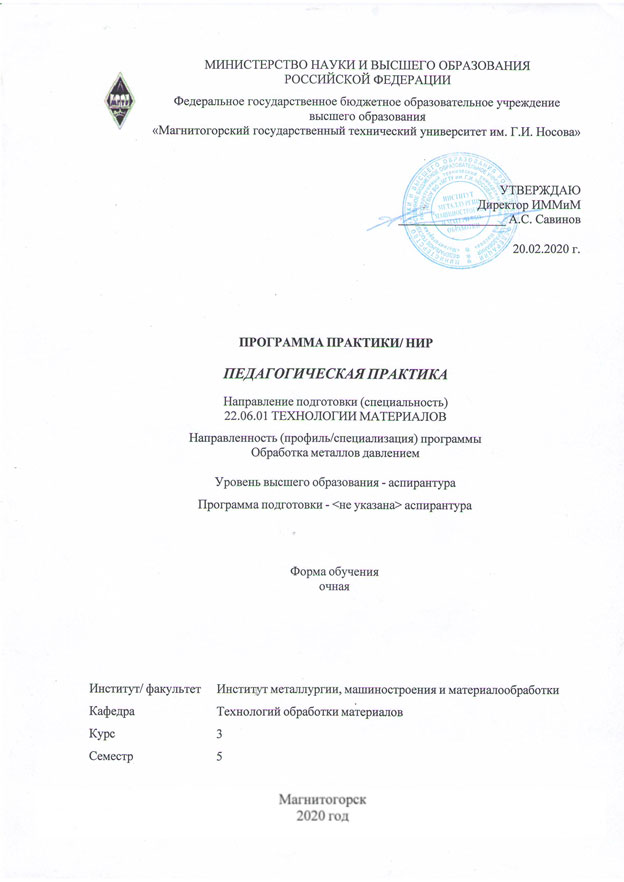 МИНИСТЕРСТВО НАУКИ И ВЫСШЕГО ОБРАЗОВАНИЯ
РОССИЙСКОЙ ФЕДЕРАЦИИ
Федеральное государственное бюджетное образовательное учреждение
высшего образования
«Магнитогорский государственный технический университет им. Г.И. Носова»
УТВЕРЖДАЮ
Директор ИММиМ
А.С. Савинов
20.02.2020 г.
ПРОГРАММА ПРАКТИКИ/ НИР
ПЕДАГОГИЧЕСКАЯ ПРАКТИКА
Направление подготовки (специальность)
22.06.01 ТЕХНОЛОГИИ МАТЕРИАЛОВ
Направленность (профиль/специализация) программы
Обработка металлов давлением
Уровень высшего образования - аспирантура
Программа подготовки - <не указана> аспирантура
Форма обучения
очная
Институт/ факультет Институт металлургии, машиностроения и материалообработки
Кафедра Технологий обработки материалов
Курс 3
Семестр 5
Магнитогорск
2020 год